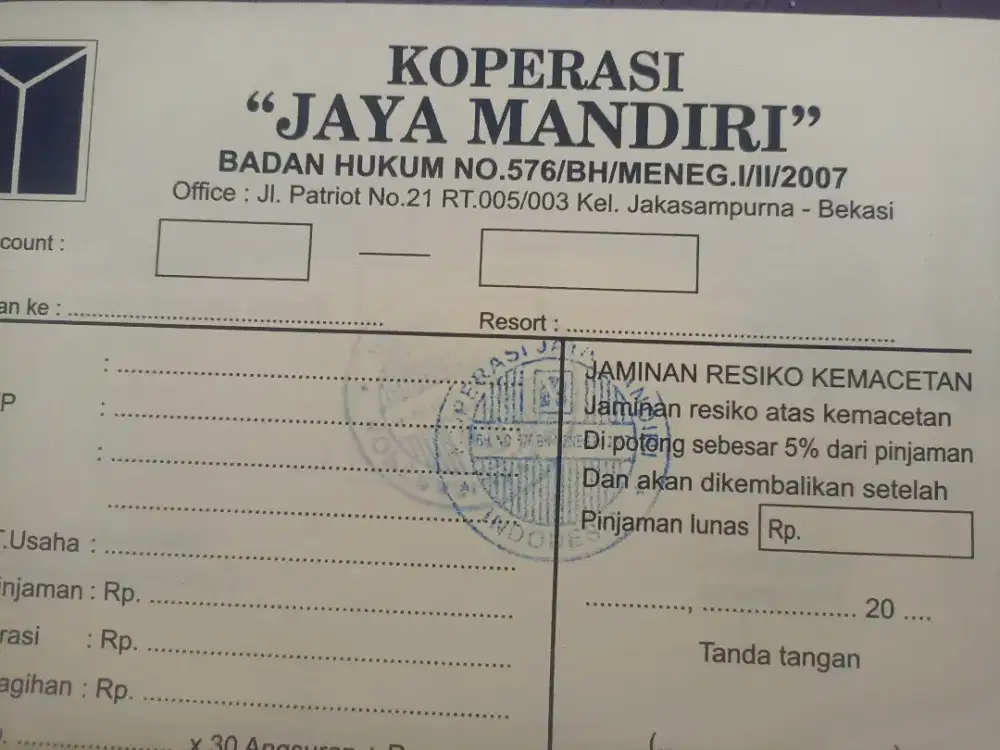 KOPERASI
“JAYA MANDIRI”
BADAN HUKUM NO.576/BH/MENEG.I/II/2007
Office : Jl. Patriot No.21 RT.005/003 Kel. Jakasampurna - Bekasi
count :
an ke : ............................................................
Resort : ............................................................
: ............................................................
P : ............................................................
: ............................................................
............................................................
T.Usaha : ............................................................
injaman : Rp. ............................................................
rasi : Rp. ............................................................
agihan : Rp. ............................................................
x 30 Angsuran :
JAMINAN RESIKO KEMACETAN
Jaminan resiko atas kemacetan
Di potong sebesar 5% dari pinjaman
Dan akan dikembalikan setelah
Pinjaman lunas Rp.
................, ........................ 20 ....
Tanda tangan
(
INDONES